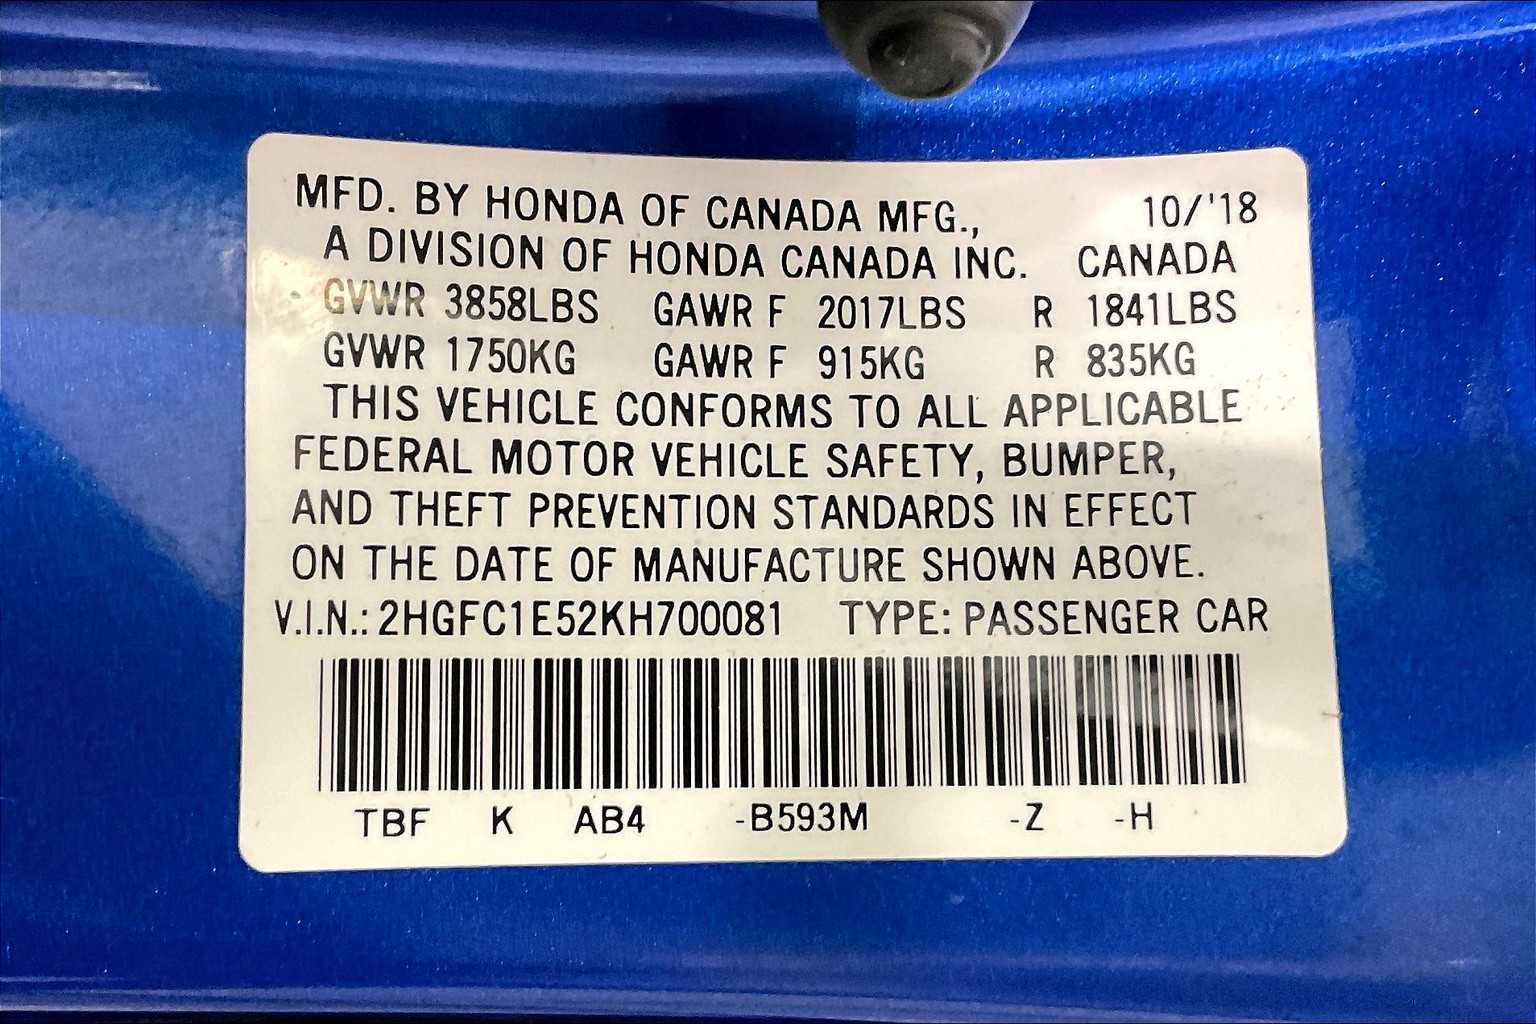 MFD. BY HONDA OF CANADA MFG., 10/'18
A DIVISION OF HONDA CANADA INC. CANADA
GVWR 3858LBS GAWR F 2017LBS R 1841LBS
GVWR 1750KG GAWR F 915KG R 835KG
THIS VEHICLE CONFORMS TO ALL APPLICABLE
FEDERAL MOTOR VEHICLE SAFETY, BUMPER,
AND THEFT PREVENTION STANDARDS IN EFFECT
ON THE DATE OF MANUFACTURE SHOWN ABOVE.
V.I.N.: 2HGFC1E52KH700081 TYPE: PASSENGER CAR
TBF K AB4 -B593M -Z -H